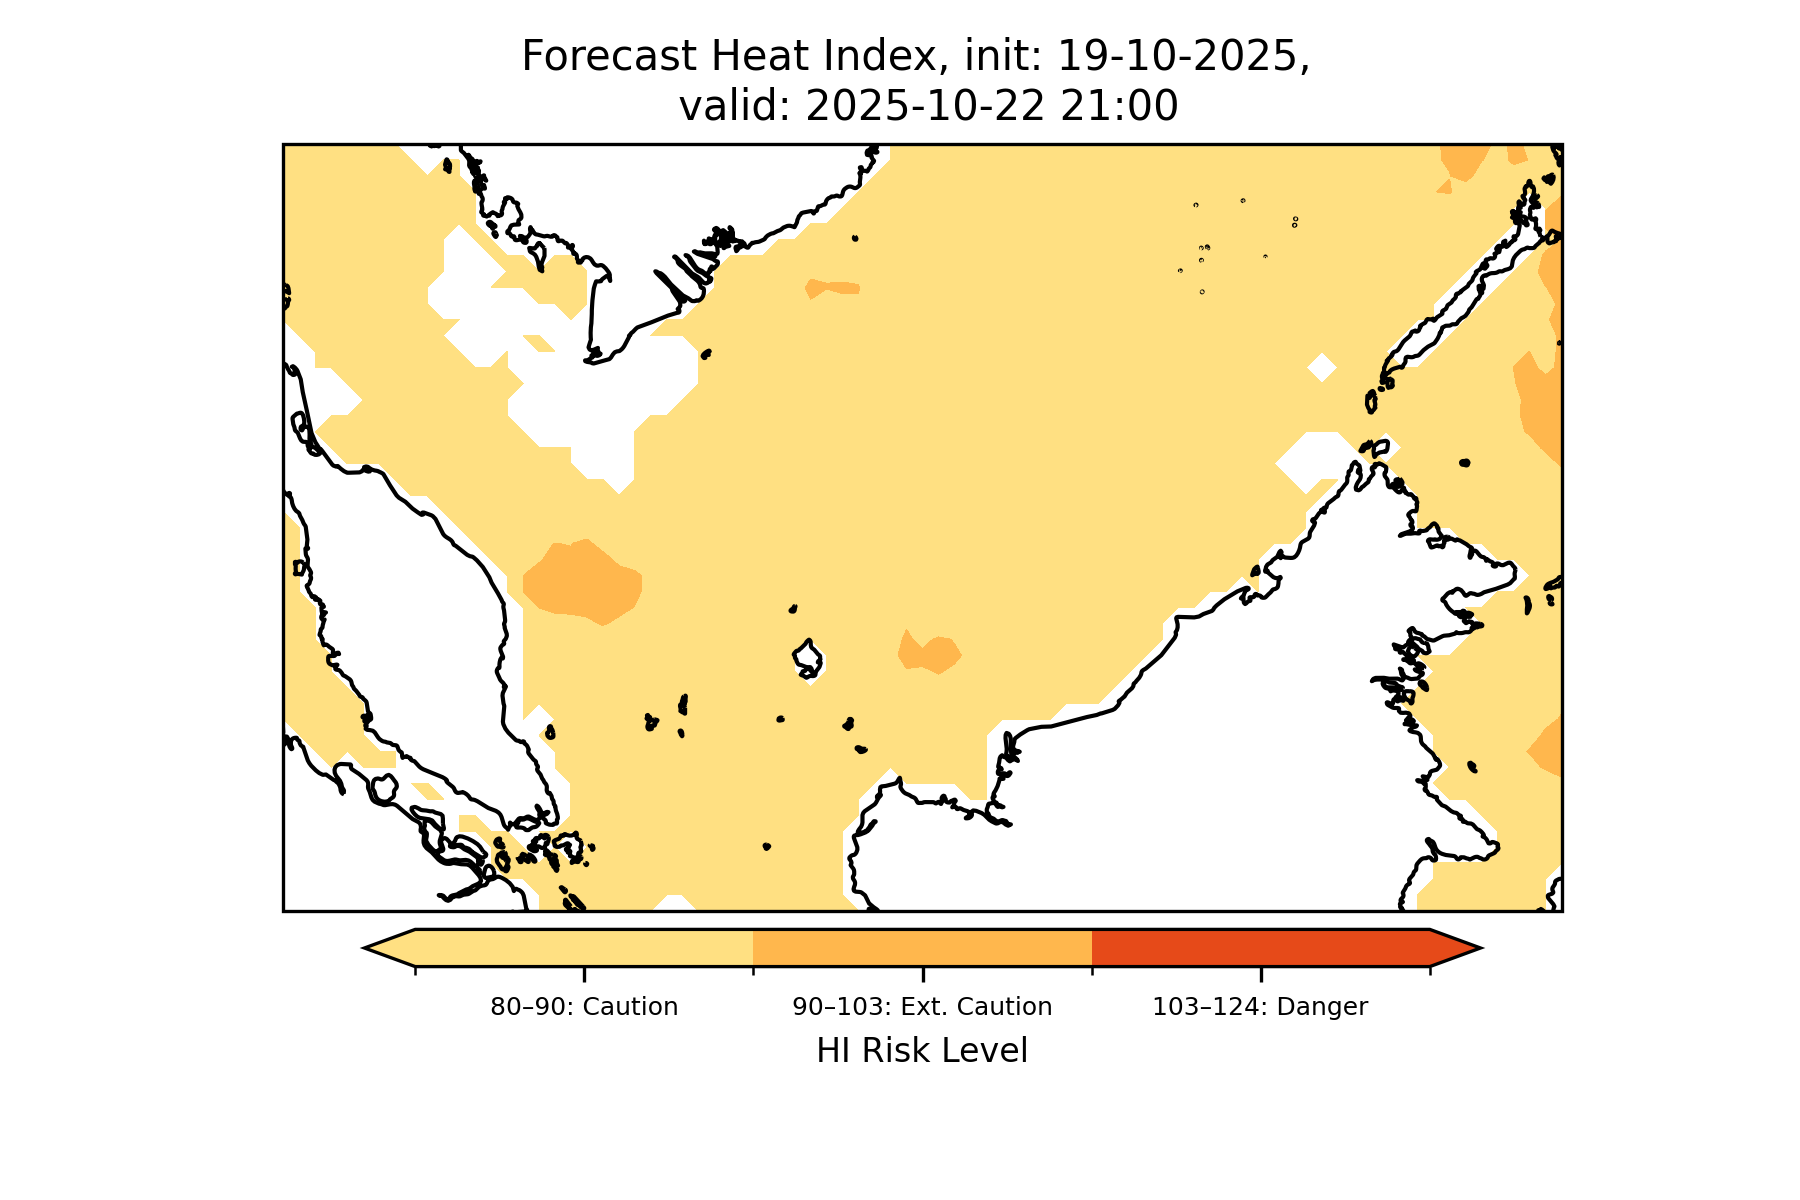 Forecast Heat Index, init: 19-10-2025,
valid: 2025-10-22 21:00
80–90: Caution
90–103: Ext. Caution
103–124: Danger
HI Risk Level